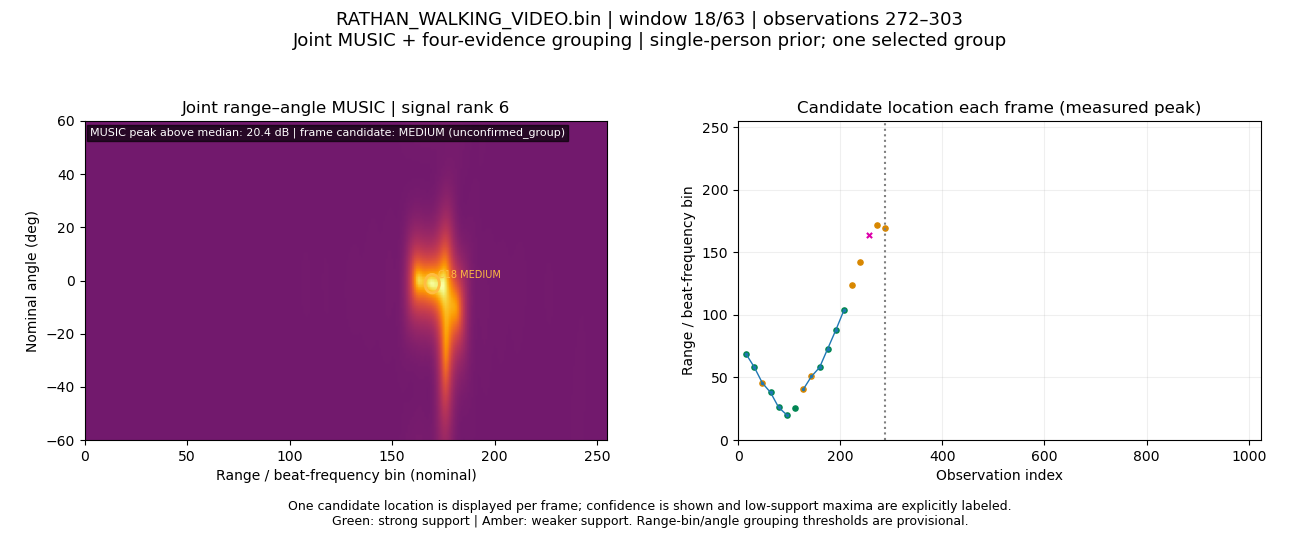 RATHAN_WALKING_VIDEO.bin | window 18/63 | observations 272–303
Joint MUSIC + four-evidence grouping | single-person prior; one selected group
Joint range–angle MUSIC | signal rank 6
MUSIC peak above median: 20.4 dB | frame candidate: MEDIUM (unconfirmed_group)
60
40
20
0
−20
−40
−60
Nominal angle (deg)
MEDIUM
0
50
100
150
200
250
Range / beat-frequency bin (nominal)
Candidate location each frame (measured peak)
250
200
150
100
50
0
Range / beat-frequency bin
0
200
400
600
800
1000
Observation index
One candidate location is displayed per frame; confidence is shown and low-support maxima are explicitly labeled.
Green: strong support | Amber: weaker support. Range-bin/angle grouping thresholds are provisional.